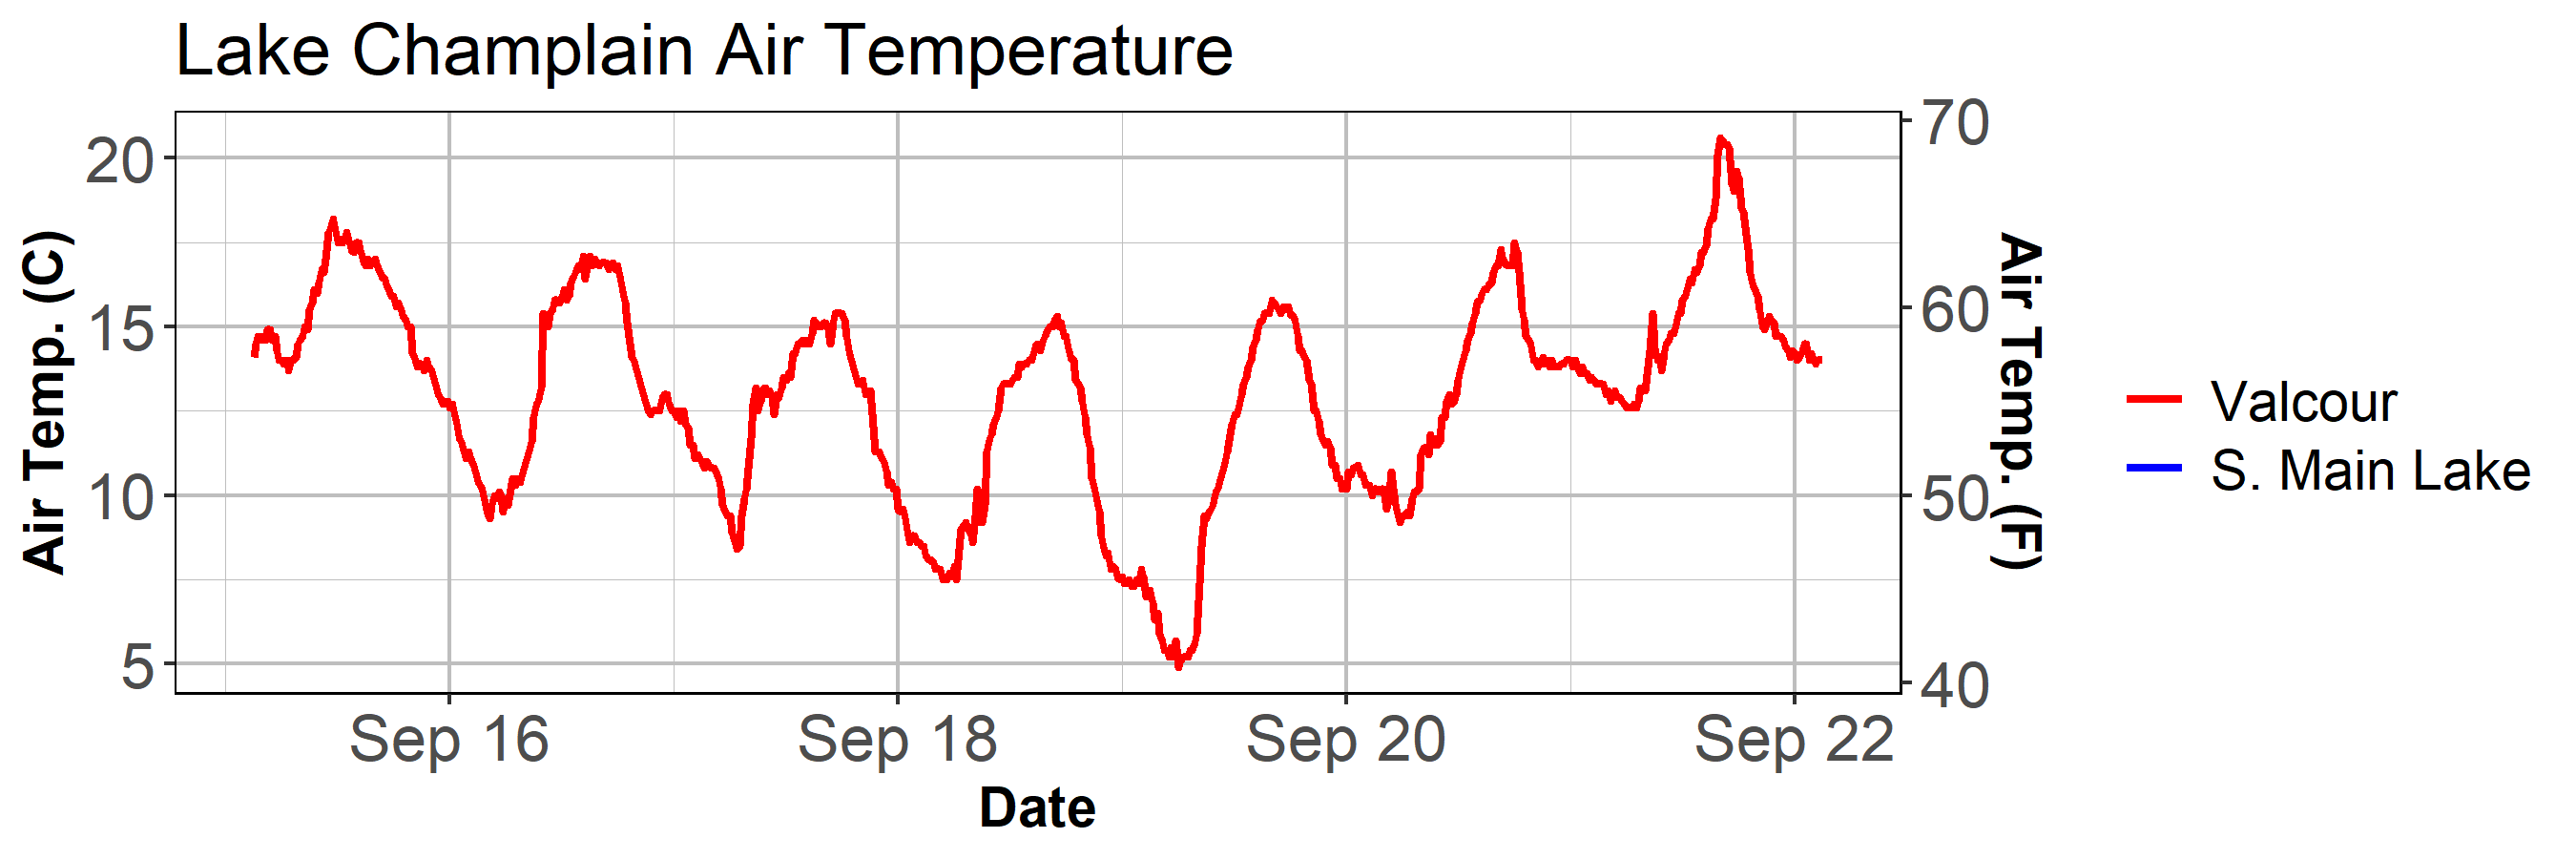 Lake Champlain Air Temperature
Air Temp. (C)
20
15
10
5
70
60
50
40
Air Temp. (F)
Sep 16
Sep 18
Sep 20
Sep 22
Date
Valcour
S. Main Lake